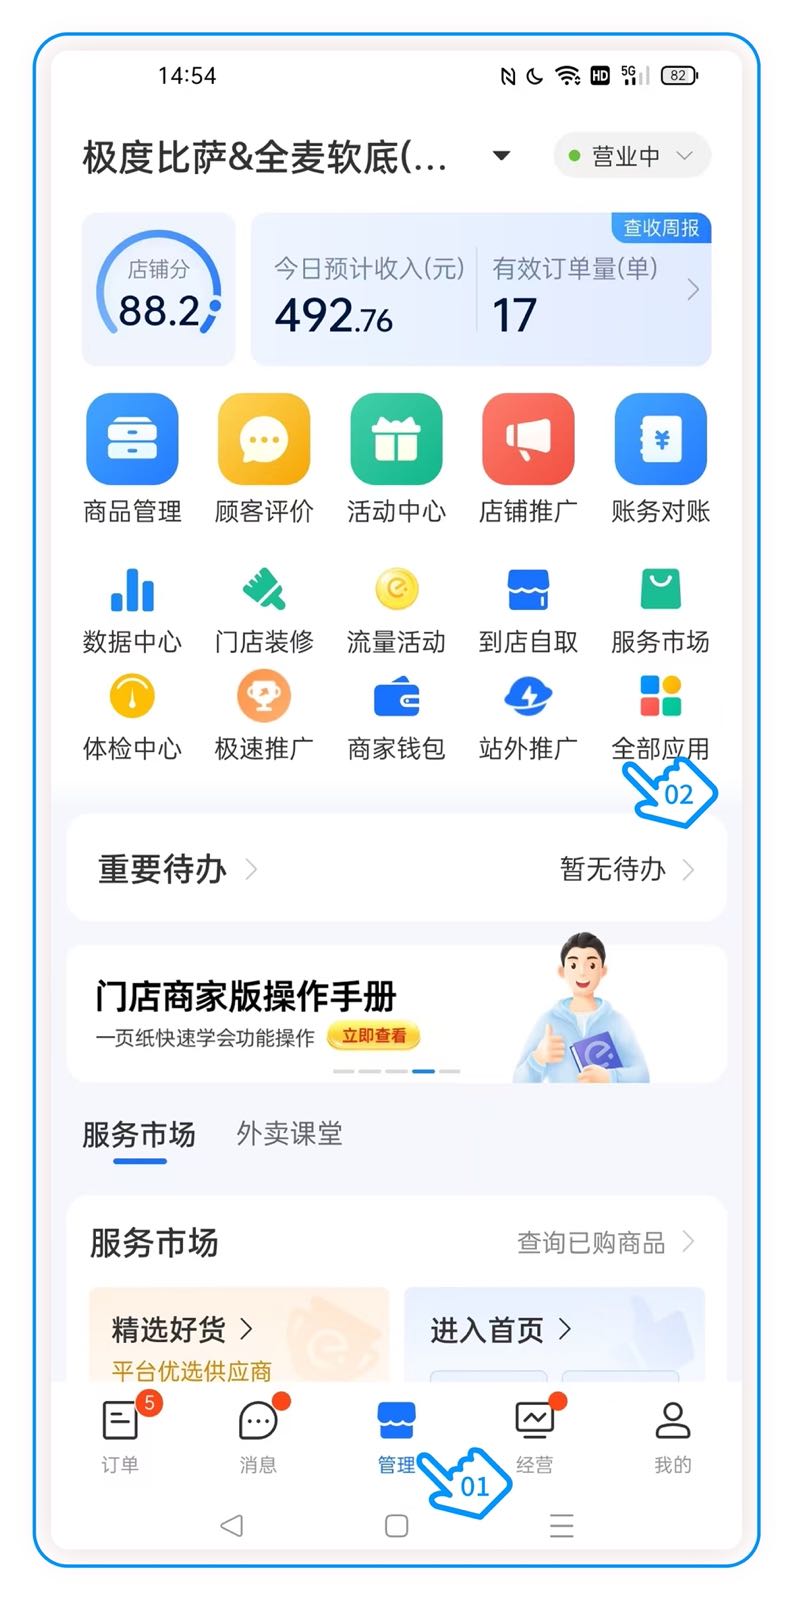 14:54
HD 5G 82
极度比萨&全麦软底(...
营业中
查收周报
店铺分
88.2
今日预计收入(元)
492.76
有效订单量(单)
17
商品管理 顾客评价 活动中心 店铺推广 账务对账
数据中心 门店装修 流量活动 到店自取 服务市场
体检中心 极速推广 商家钱包 站外推广 全部应用
02
重要待办
暂无待办
门店商家版操作手册
一页纸快速学会功能操作 立即查看
服务市场 外卖课堂
服务市场
查询已购商品
精选好货
平台优选供应商
进入首页
5
订单 消息 管理 经营 我的
01